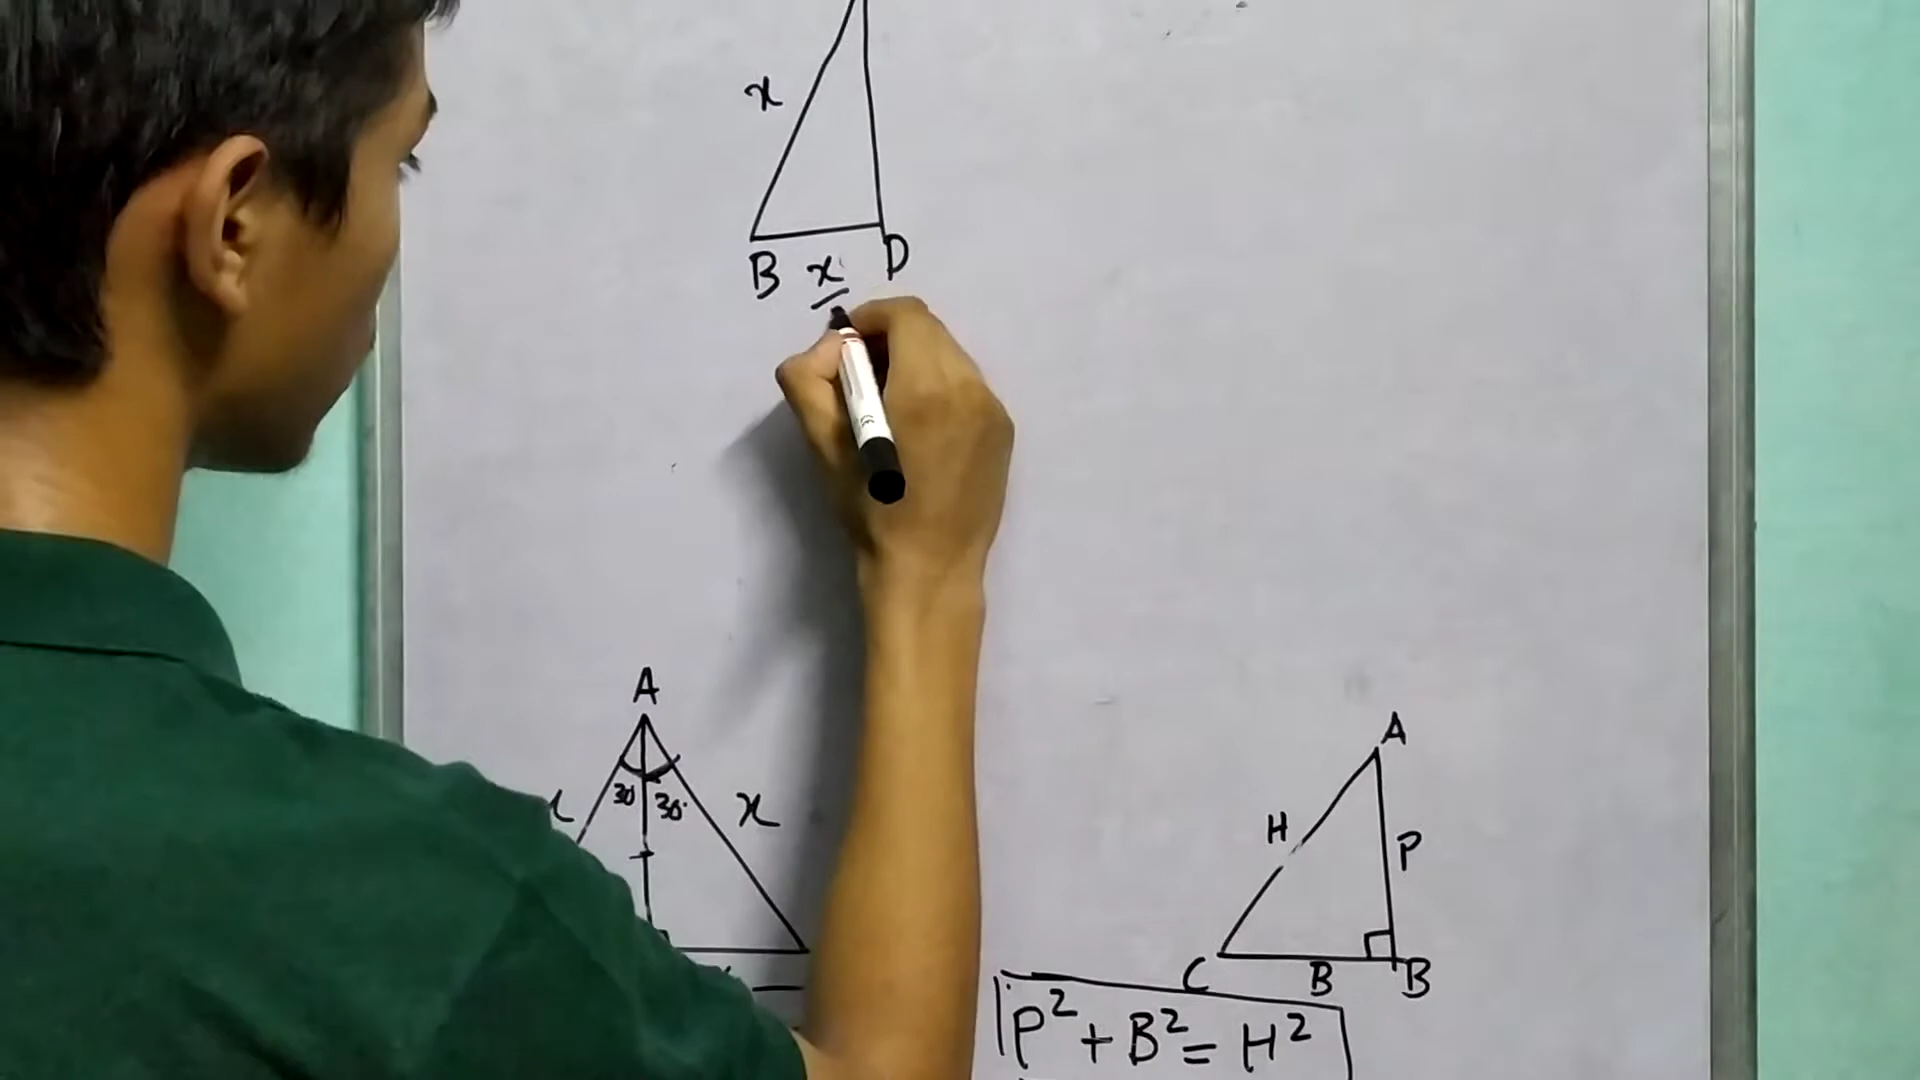 x
B x D
A
30 30°
x
A
H
P
C B B
P² + B² = H²